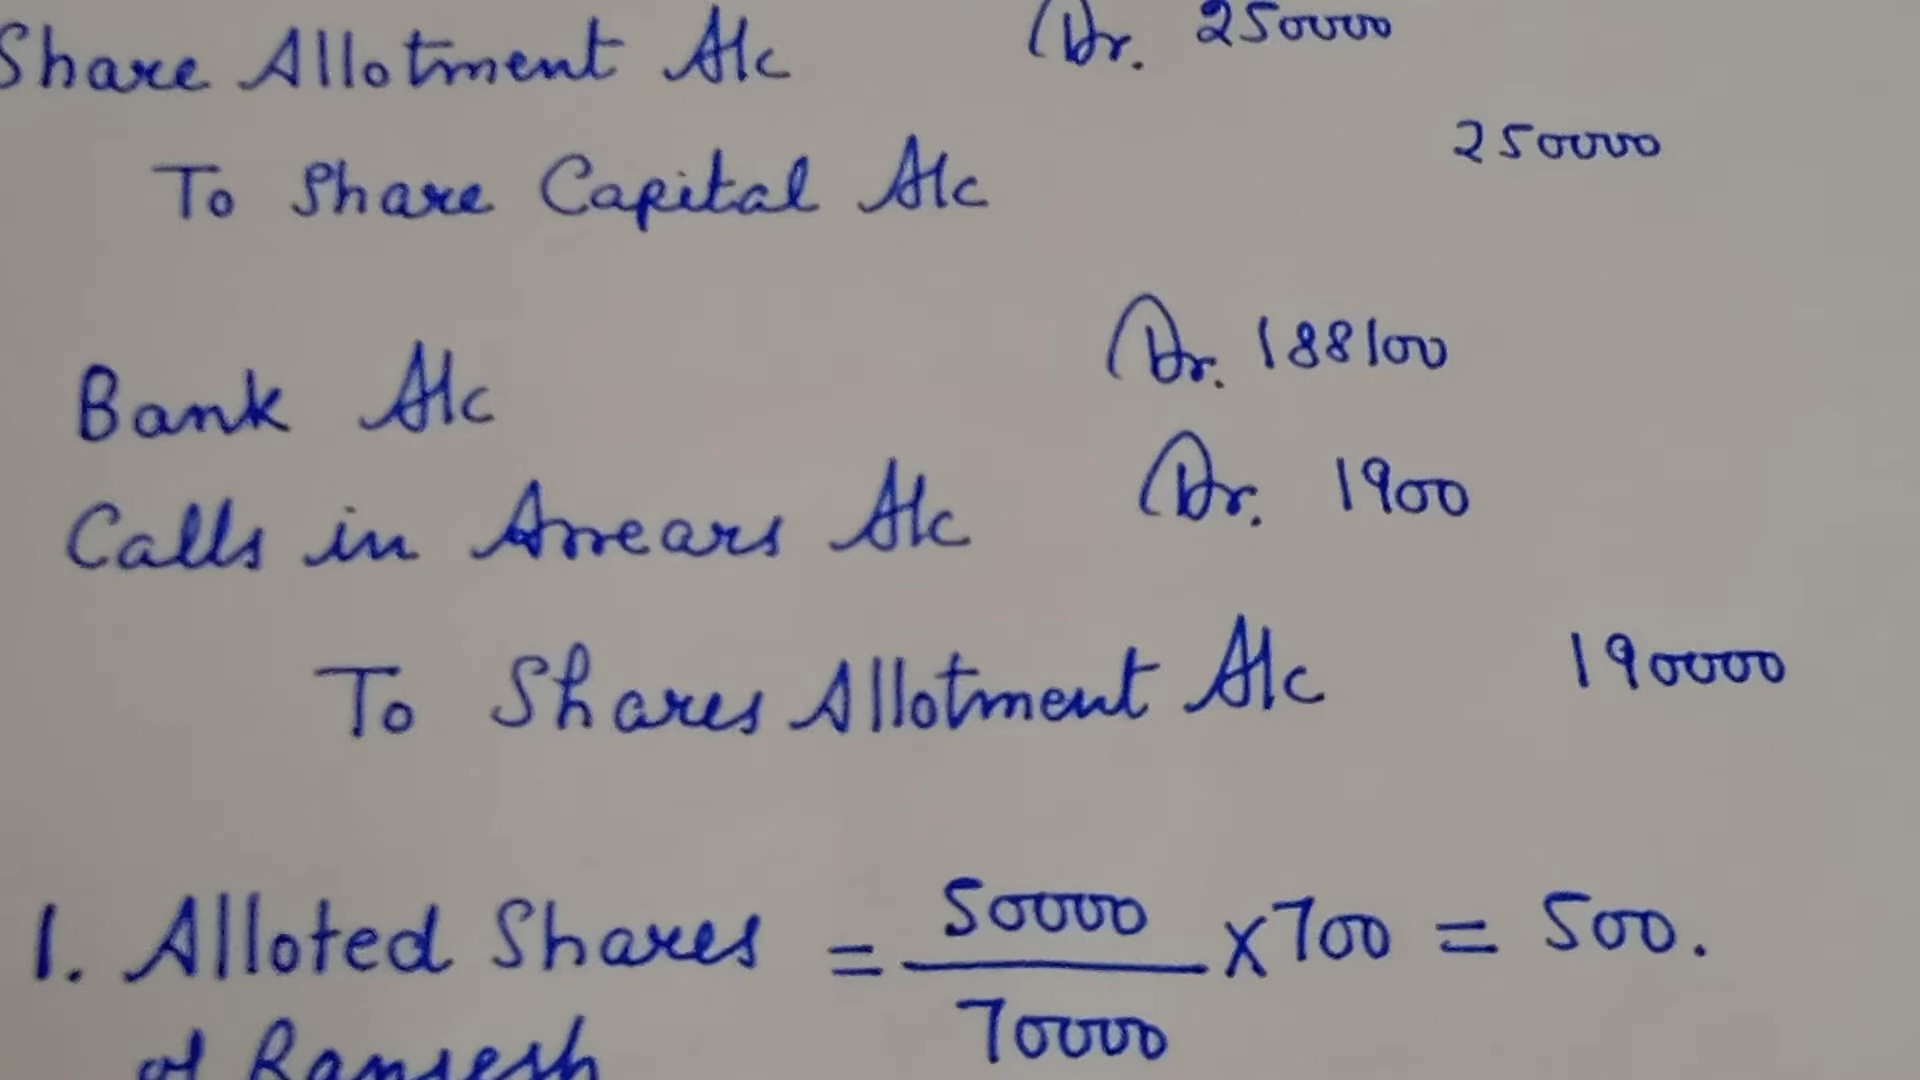 Share Allotment A/c Dr. 250000
To Share Capital A/c 250000
Bank A/c Dr. 188100
Calls in Arrears A/c Dr. 1900
To Shares Allotment A/c 190000
1. Alloted Shares = 50000 / 70000 × 700 = 500.
of